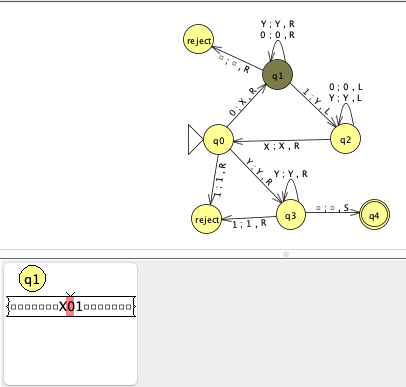 Y;Y,R
0;0,R
reject
□;□,R
q1
0;X,R
1;Y,L
0;0,L
Y;Y,L
q0
X;X,R
q2
1;1,R
Y;Y,R
Y;Y,R
reject
1;1,R
q3
□;□,S
q4
q1
□□□□□□□X01□□□□□□□